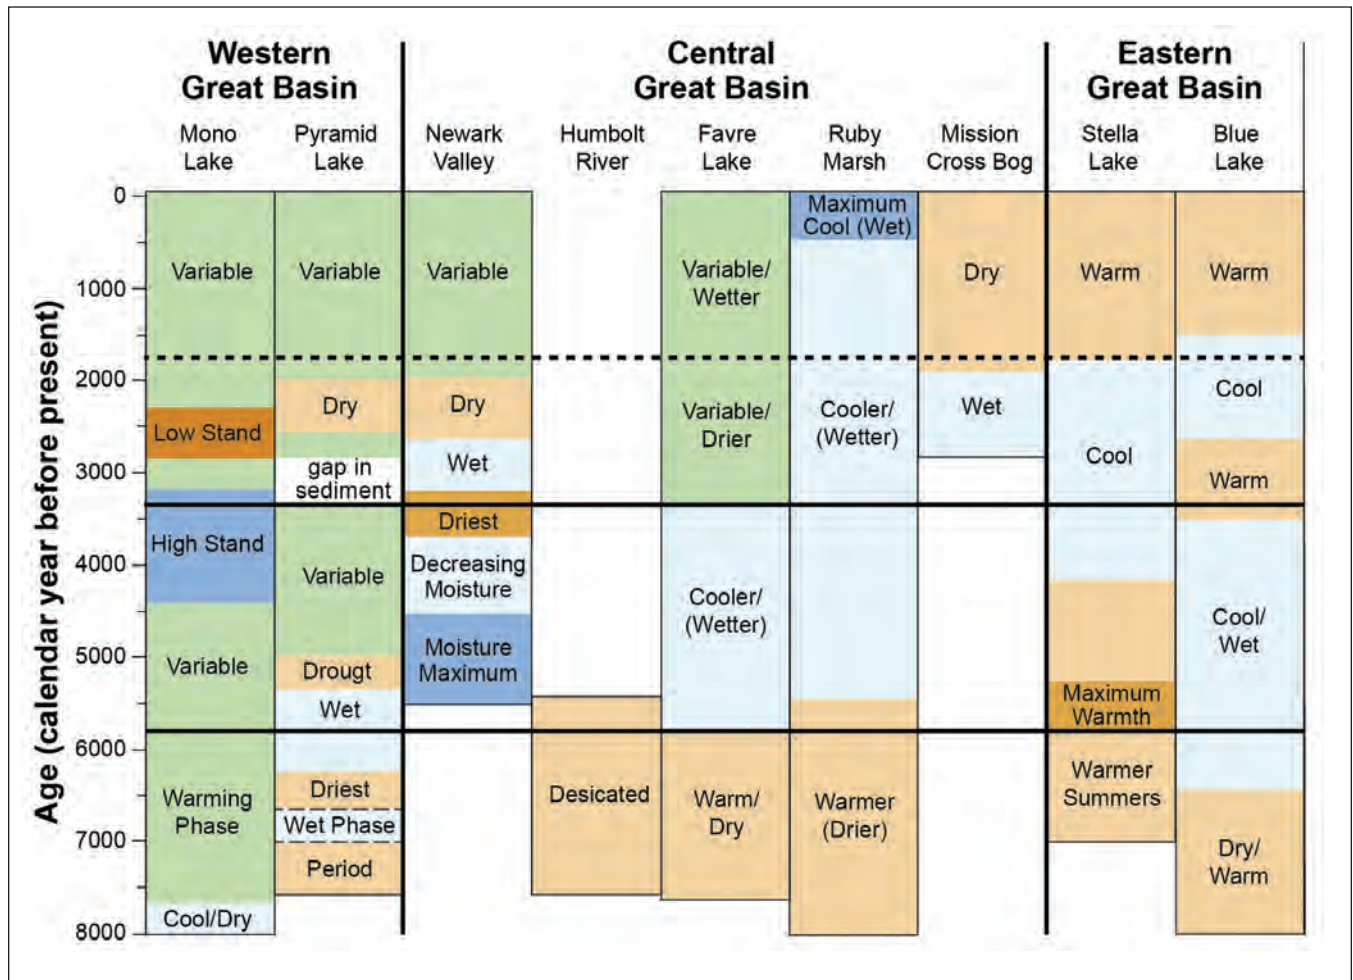 Western
Great Basin
Central
Great Basin
Eastern
Great Basin
Mono
Lake
Pyramid
Lake
Newark
Valley
Humbolt
River
Favre
Lake
Ruby
Marsh
Mission
Cross Bog
Stella
Lake
Blue
Lake
Age (calendar year before present)
0
1000
2000
3000
4000
5000
6000
7000
8000
Variable
Low Stand
High Stand
Variable
Warming
Phase
Cool/Dry
Variable
Dry
gap in
sediment
Variable
Drougt
Wet
Driest
Wet Phase
Period
Variable
Dry
Wet
Driest
Decreasing
Moisture
Moisture
Maximum
Desicated
Variable/
Wetter
Variable/
Drier
Cooler/
(Wetter)
Warm/
Dry
Maximum
Cool (Wet)
Cooler/
(Wetter)
Warmer
(Drier)
Dry
Wet
Warm
Cool
Maximum
Warmth
Warmer
Summers
Warm
Cool
Warm
Cool/
Wet
Dry/
Warm